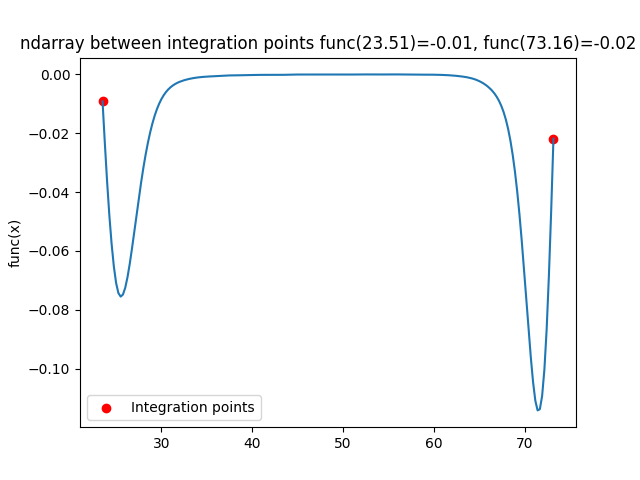 ndarray between integration points func(23.51)=-0.01, func(73.16)=-0.02
0.00
−0.02
−0.04
−0.06
−0.08
−0.10
func(x)
Integration points
30 40 50 60 70